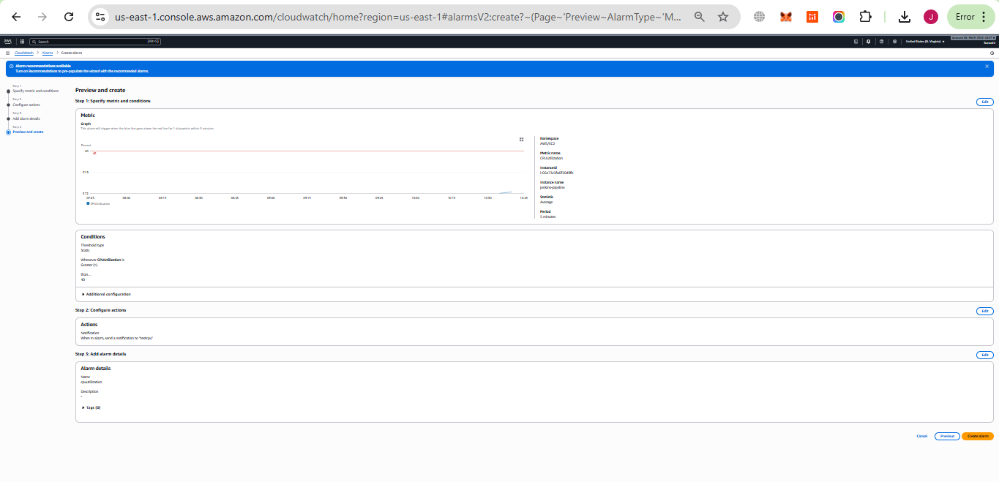 us-east-1.console.aws.amazon.com/cloudwatch/home?region=us-east-1#alarmsV2:create?~(Page~'Preview~AlarmType~'M...
J
Error
aws
Search
[Alt+S]
United States (N. Virginia)
CloudWatch > Alarms > Create alarm
Alarm recommendations available
Turn on Recommendations to pre-populate the wizard with the recommended alarms.
Step 1
Specify metric and conditions
Step 2
Configure actions
Step 3
Add alarm details
Step 4
Preview and create
Preview and create
Step 1: Specify metric and conditions
Edit
Metric
Graph
This alarm will trigger when the blue line goes above the red line for 1 datapoints within 5 minutes.
Percent
40
40
21.9
3.72
07:45
08:00
08:15
08:30
08:45
09:00
09:15
09:30
09:45
10:00
10:15
10:30
10:45
CPUUtilization
Namespace
AWS/EC2
Metric name
CPUUtilization
InstanceId
Instance name
jenkins-pipeline
Statistic
Average
Period
5 minutes
Conditions
Threshold type
Static
Whenever CPUUtilization is
Greater (>)
than...
40
Additional configuration
Step 2: Configure actions
Edit
Actions
Notification
When in alarm, send a notification to "testcpu"
Step 3: Add alarm details
Edit
Alarm details
Name
cpuutilization
Description
-
Tags (0)
Cancel
Previous
Create alarm